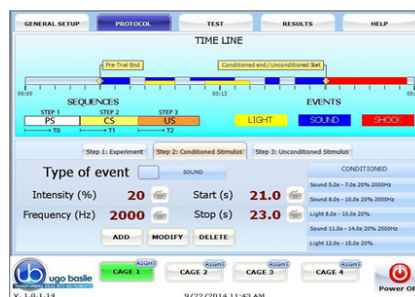 GENERAL SETUP PROTOCOL TEST RESULTS HELP
TIME LINE
Pre-Trial End Conditioned end / Unconditioned Start
00:00 00:13 00:
SEQUENCES EVENTS
STEP 1 STEP 2 STEP 3
PS CS US LIGHT SOUND SHOCK
T0 T1 T2
Step 1: Experiment Step 2: Conditioned Stimulus Step 3: Unconditioned Stimulus
Type of event SOUND CONDITIONED
Sound 5.0s - 7.0s 20% 2000Hz
Intensity (%) 20 Start (s) 21.0
Sound 8.0s - 10.0s 20% 2000Hz
Frequency (Hz) 2000 Stop (s) 23.0
Light 8.0s - 10.0s 20%
Sound 11.0s - 14.0s 20% 2000Hz
ADD MODIFY DELETE
Light 12.0s - 15.0s 20%
RIGHT RIGHT RIGHT RIGHT
ub ugo basile CAGE 1 CAGE 2 CAGE 3 CAGE 4
Power OF
V. 1.0.1.14 9/22/2014 11:43 AM